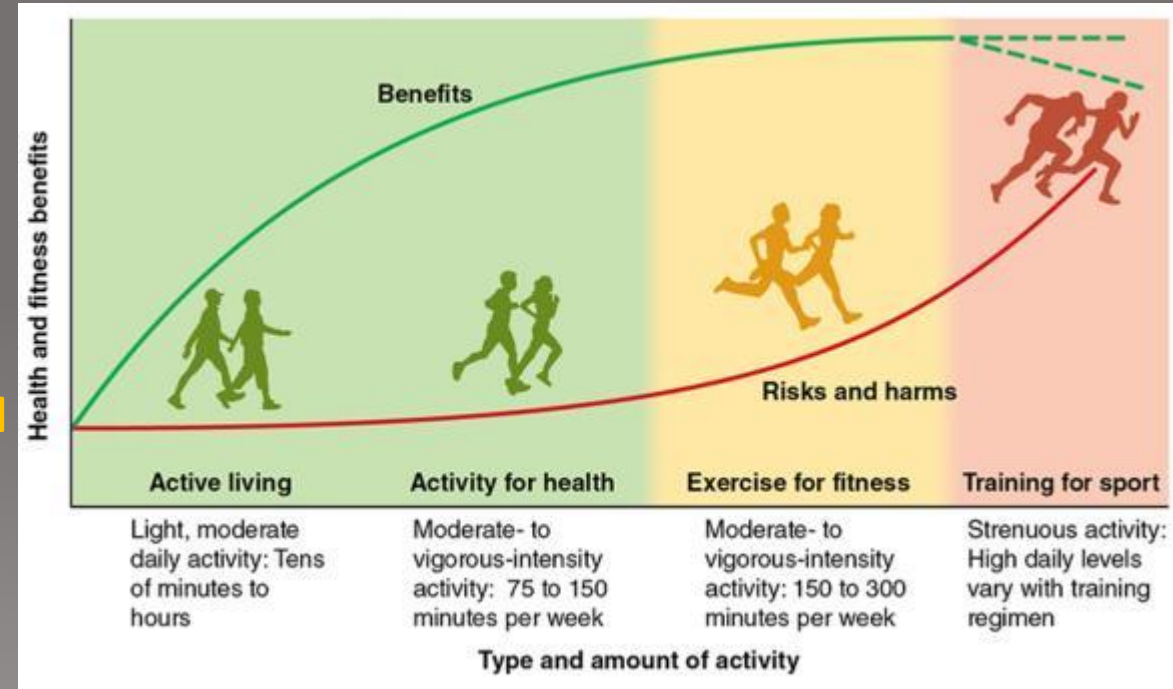 Health and fitness benefits
Benefits
Risks and harms
Active living
Light, moderate
daily activity: Tens
of minutes to
hours
Activity for health
Moderate- to
vigorous-intensity
activity: 75 to 150
minutes per week
Exercise for fitness
Moderate- to
vigorous-intensity
activity: 150 to 300
minutes per week
Training for sport
Strenuous activity:
High daily levels
vary with training
regimen
Type and amount of activity